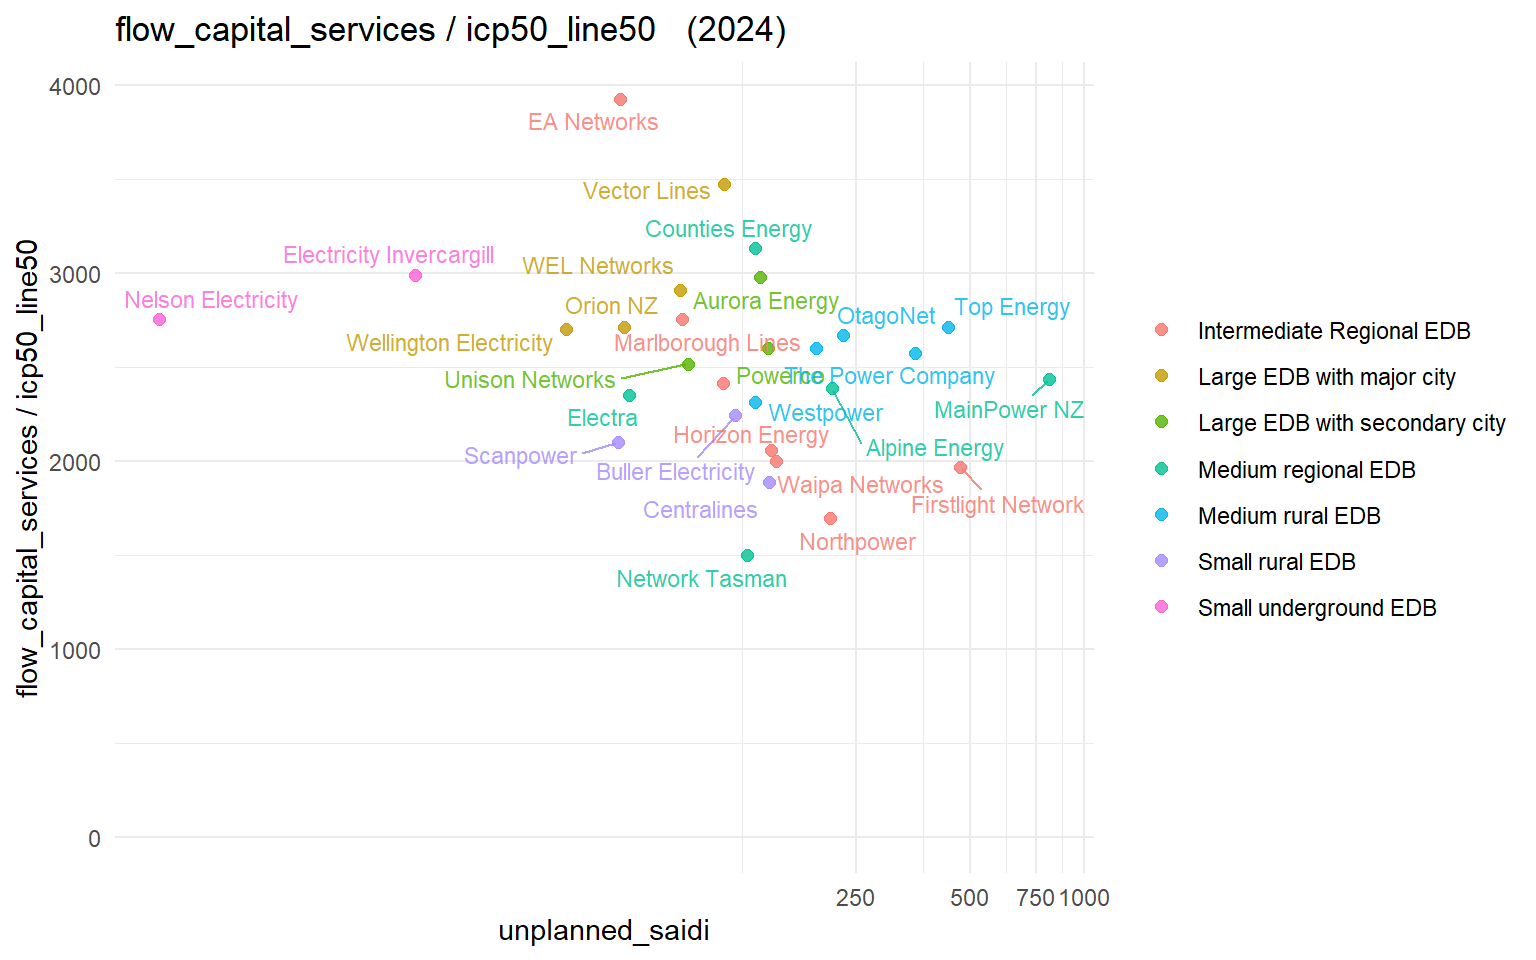 flow_capital_services / icp50_line50 (2024)
flow_capital_services / icp50_line50
4000
3000
2000
1000
0
EA Networks
Vector Lines
Counties Energy
Electricity Invercargill
WEL Networks
Nelson Electricity
Orion NZ
Aurora Energy
OtagoNet
Top Energy
Wellington Electricity
Marlborough Lines
Unison Networks
Powerco
The Power Company
Electra
Westpower
MainPower NZ
Horizon Energy
Alpine Energy
Scanpower
Buller Electricity
Waipa Networks
Firstlight Network
Centralines
Northpower
Network Tasman
250
500
750
1000
unplanned_saidi
Intermediate Regional EDB
Large EDB with major city
Large EDB with secondary city
Medium regional EDB
Medium rural EDB
Small rural EDB
Small underground EDB